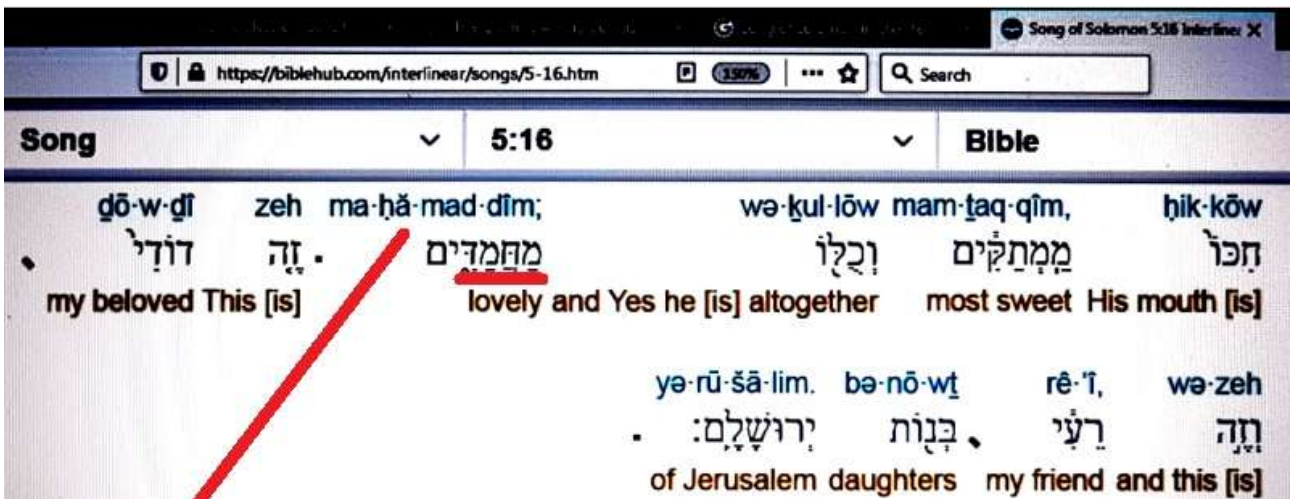 Song of Solomon 5:16 Interlinea
https://biblehub.com/interlinear/songs/5-16.htm 150% Search
Song 5:16 Bible
ḏō·w·ḏî zeh ma·ḥă·mad·dîm; wə·ḵul·lōw mam·ṯaq·qîm, ḥik·kōw
חִכּוֹ֙ מַֽמְתַקִּ֔ים וְכֻלּ֖וֹ מַחֲּמַדִּ֑ים . זֶ֤ה דוֹדִי֙
my beloved This [is] lovely and Yes he [is] altogether most sweet His mouth [is]
yə·rū·šā·lim. bə·nō·wṯ rê·‘î, wə·zeh
וְזֶ֣ה רֵעִ֔י בְּנ֖וֹת יְרוּשָׁלִָֽם׃ .
of Jerusalem daughters my friend and this [is]